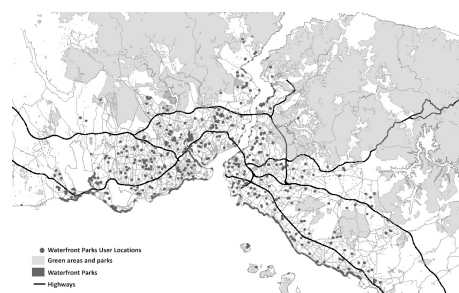 Waterfront Parks User Locations
Green areas and parks
Waterfront Parks
Highways